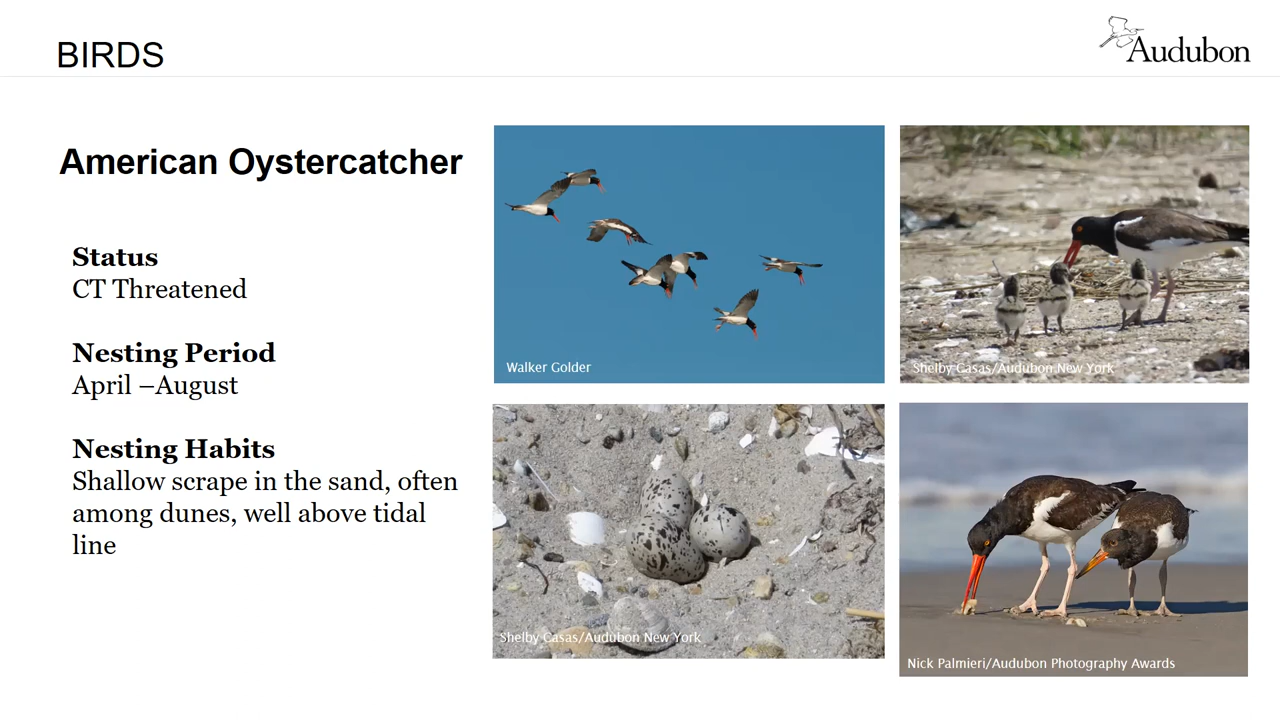 BIRDS
Audubon
American Oystercatcher
Status
CT Threatened
Nesting Period
April –August
Nesting Habits
Shallow scrape in the sand, often
among dunes, well above tidal
line
Walker Golder
Shelby Casas/Audubon New York
Shelby Casas/Audubon New York
Nick Palmieri/Audubon Photography Awards